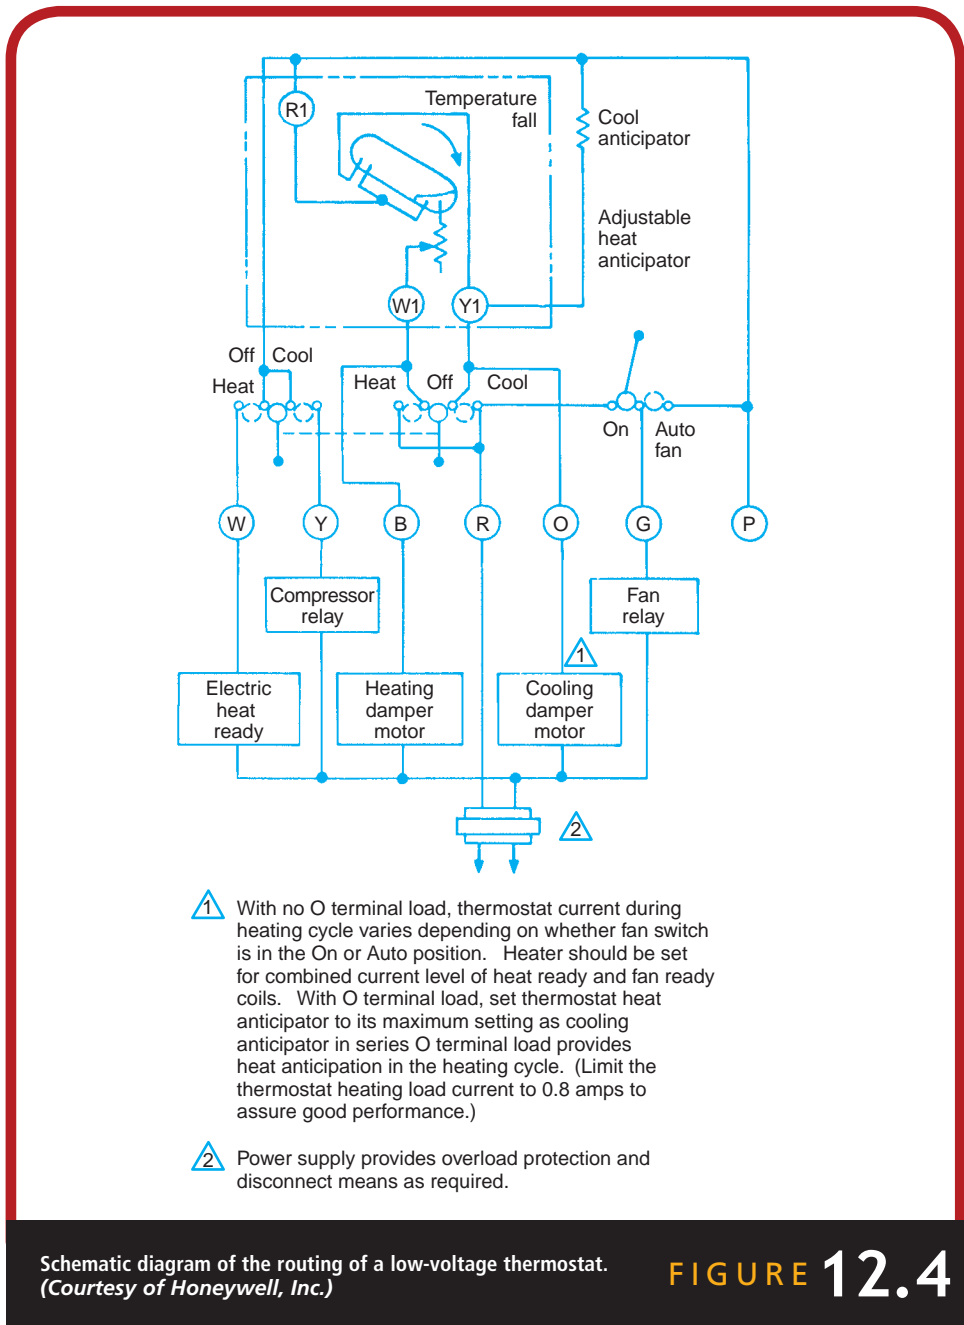 R1
Temperature
fall
Cool
anticipator
Adjustable
heat
anticipator
W1
Y1
Off
Cool
Heat
Heat
Off
Cool
On
Auto
fan
W
Y
B
R
O
G
P
Compressor
relay
Fan
relay
1
Electric
heat
ready
Heating
damper
motor
Cooling
damper
motor
2
1 With no O terminal load, thermostat current during
heating cycle varies depending on whether fan switch
is in the On or Auto position. Heater should be set
for combined current level of heat ready and fan ready
coils. With O terminal load, set thermostat heat
anticipator to its maximum setting as cooling
anticipator in series O terminal load provides
heat anticipation in the heating cycle. (Limit the
thermostat heating load current to 0.8 amps to
assure good performance.)
2 Power supply provides overload protection and
disconnect means as required.
Schematic diagram of the routing of a low-voltage thermostat.
(Courtesy of Honeywell, Inc.)
FIGURE 12.4